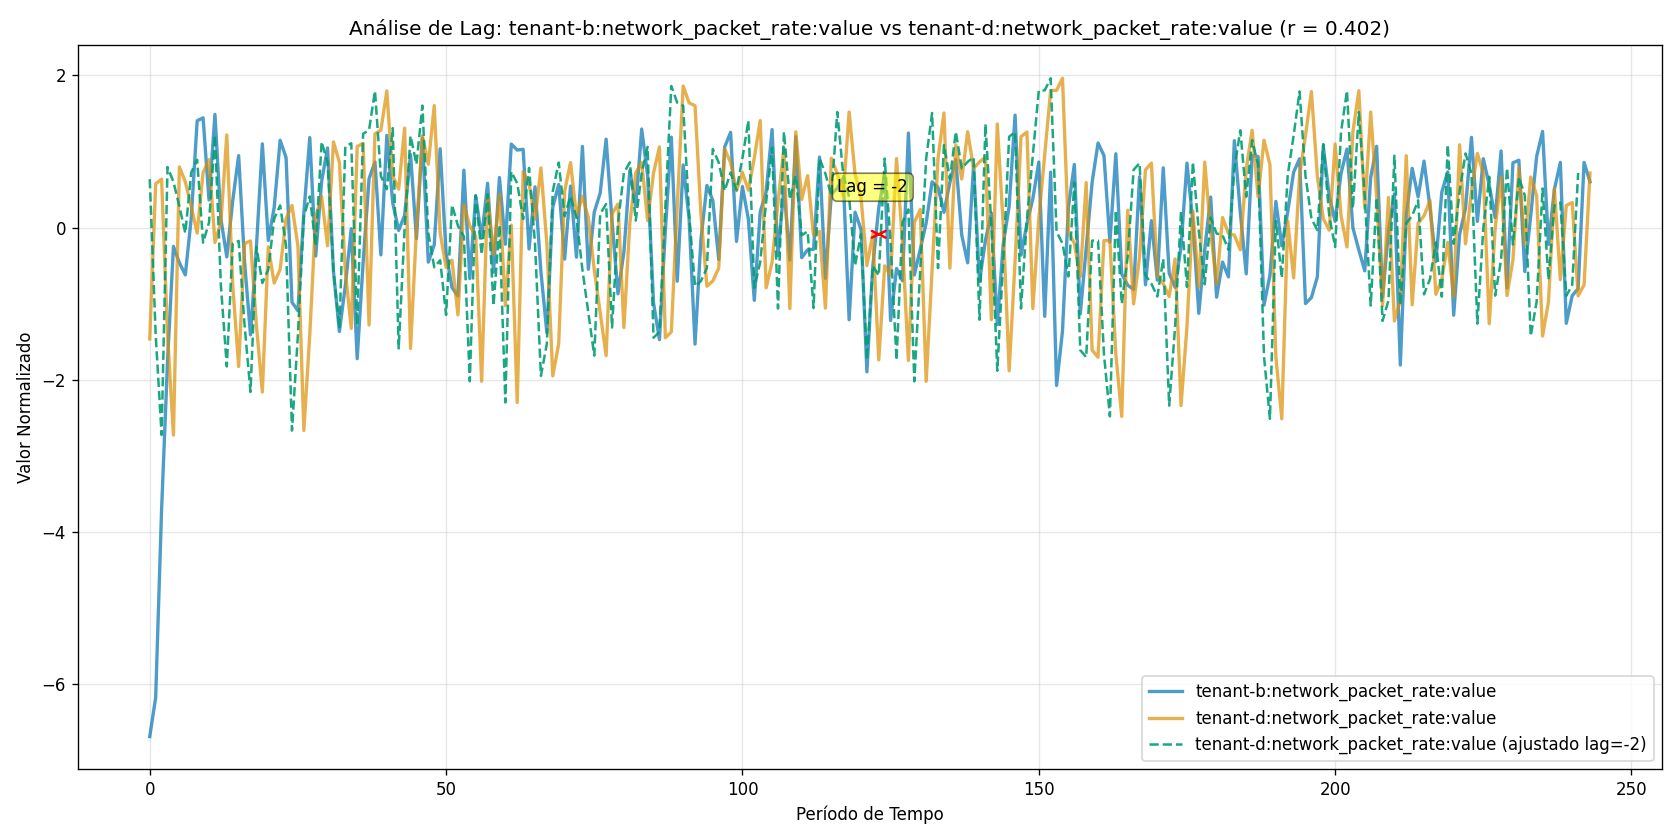 Análise de Lag: tenant-b:network_packet_rate:value vs tenant-d:network_packet_rate:value (r = 0.402)
Valor Normalizado
2
0
−2
−4
−6
Lag = -2
tenant-b:network_packet_rate:value
tenant-d:network_packet_rate:value
tenant-d:network_packet_rate:value (ajustado lag=-2)
0 50 100 150 200 250
Período de Tempo